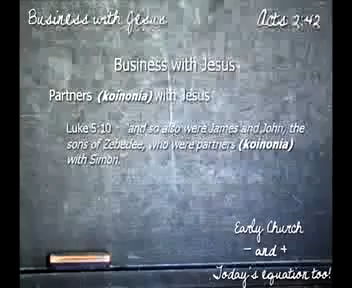 Business with Jesus
Acts 2:42
Business with Jesus
Partners (koinonia) with Jesus
Luke 5:10 - "and so also were James and John, the
sons of Zebedee, who were partners (koinonia)
with Simon."
Early Church
- and +
Today's equation too!